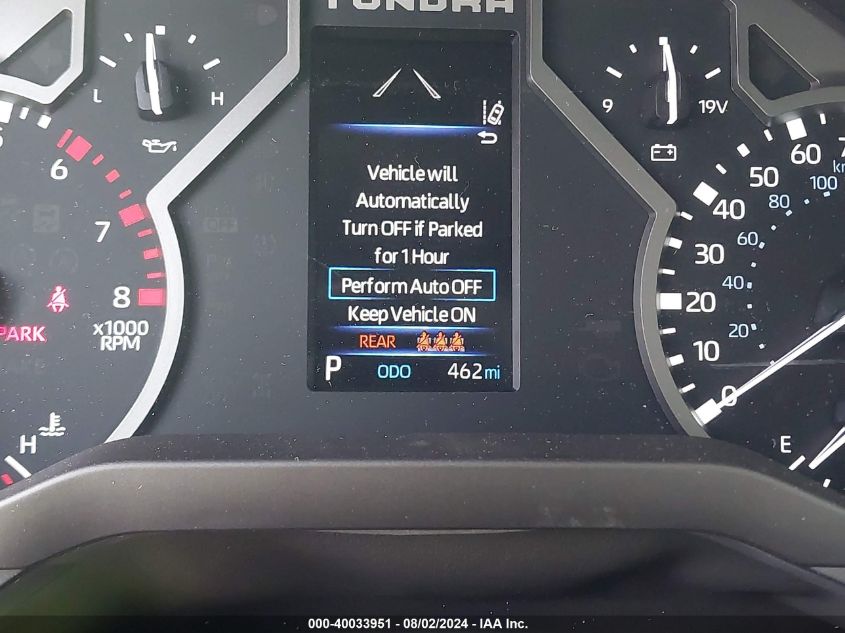 TUNDRA
L
H
9
19V
6
7
8
x1000
RPM
PARK
H
Vehicle will
Automatically
Turn OFF if Parked
for 1 Hour
Perform Auto OFF
Keep Vehicle ON
REAR
P
ODO
462 mi
60
50
40
30
20
10
0
km
100
80
60
40
20
E
000-40033951 - 08/02/2024 - IAA Inc.